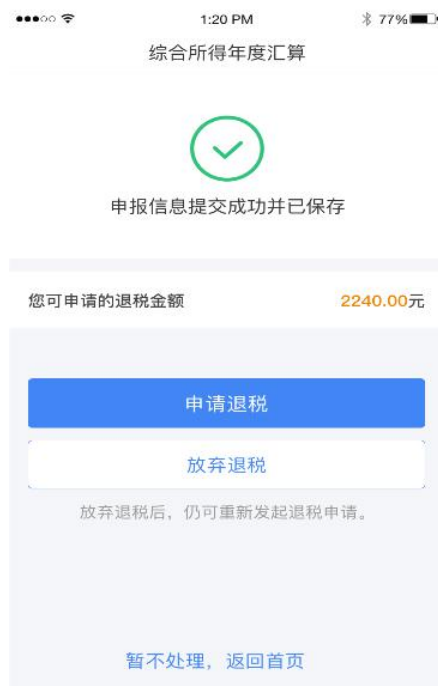 1:20 PM
77%
综合所得年度汇算
申报信息提交成功并已保存
您可申请的退税金额
2240.00元
申请退税
放弃退税
放弃退税后，仍可重新发起退税申请。
暂不处理，返回首页